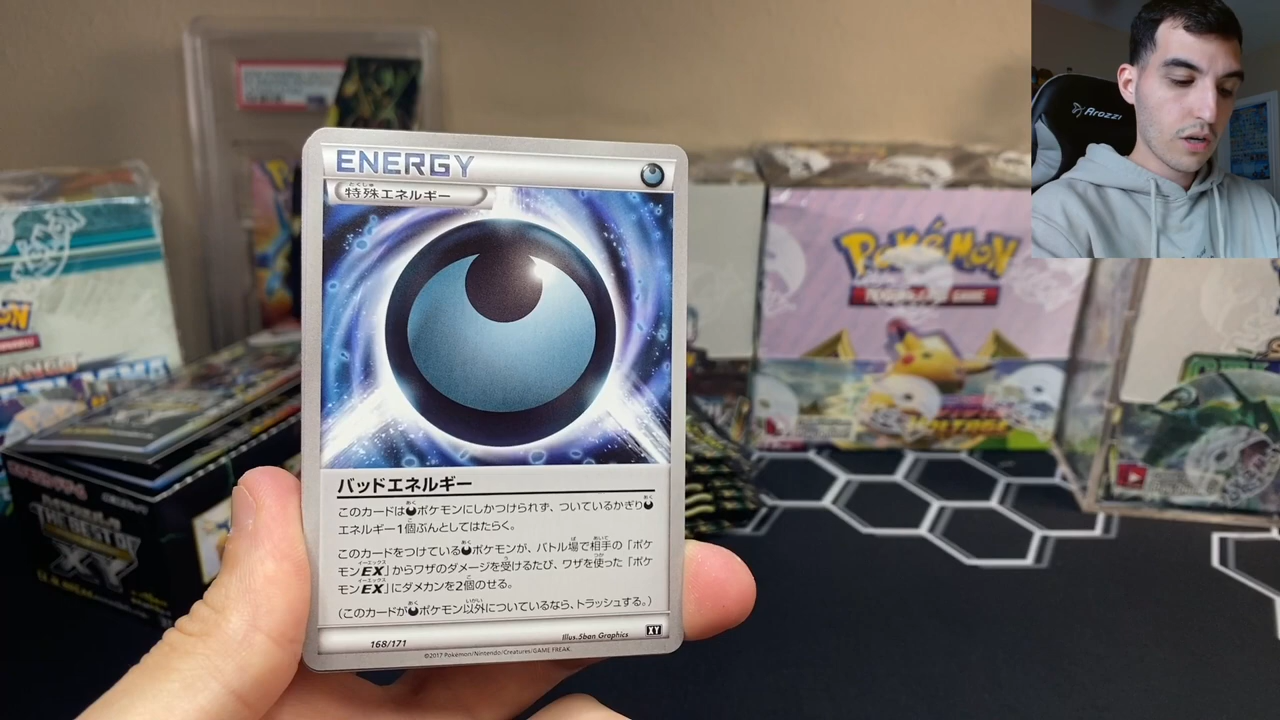 ENERGY
特殊エネルギー
バッドエネルギー
このカードは ポケモンにしかつけられず、ついているかぎり
エネルギー1個ぶんとしてはたらく。
このカードをつけている ポケモンが、バトル場で相手の「ポケ
モンEX」からワザのダメージを受けるたび、ワザを使った「ポケ
モンEX」にダメカンを2個のせる。
(このカードが ポケモン以外についているなら、トラッシュする。)
168/171
Illus.5ban Graphics
XY
©2017 Pokémon/Nintendo/Creatures/GAME FREAK.
Arozzi
POKÉMON
THE BEST OF
XY